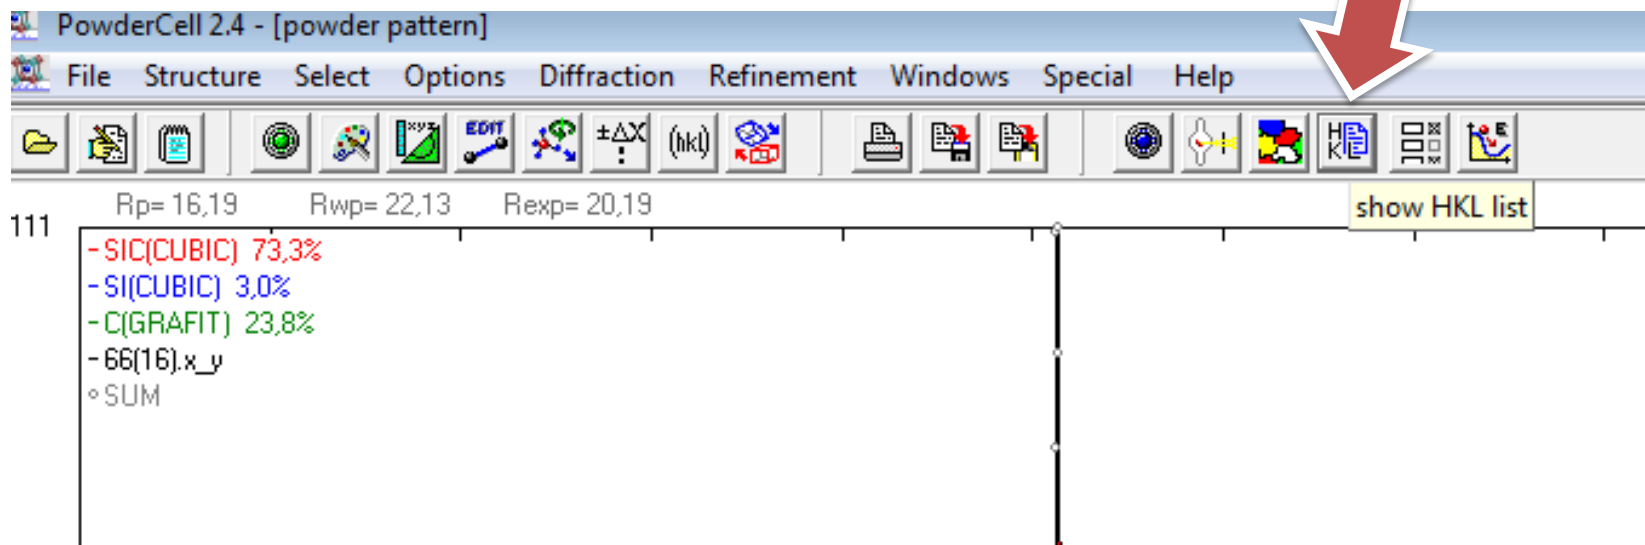 PowderCell 2.4 - [powder pattern]
File Structure Select Options Diffraction Refinement Windows Special Help
xyz EDIT ±ΔX (hkl) HKL E
Rp= 16,19 Rwp= 22,13 Rexp= 20,19
show HKL list
111
-SIC(CUBIC) 73,3%
-SI(CUBIC) 3,0%
-C(GRAFIT) 23,8%
-66(16).x_y
SUM